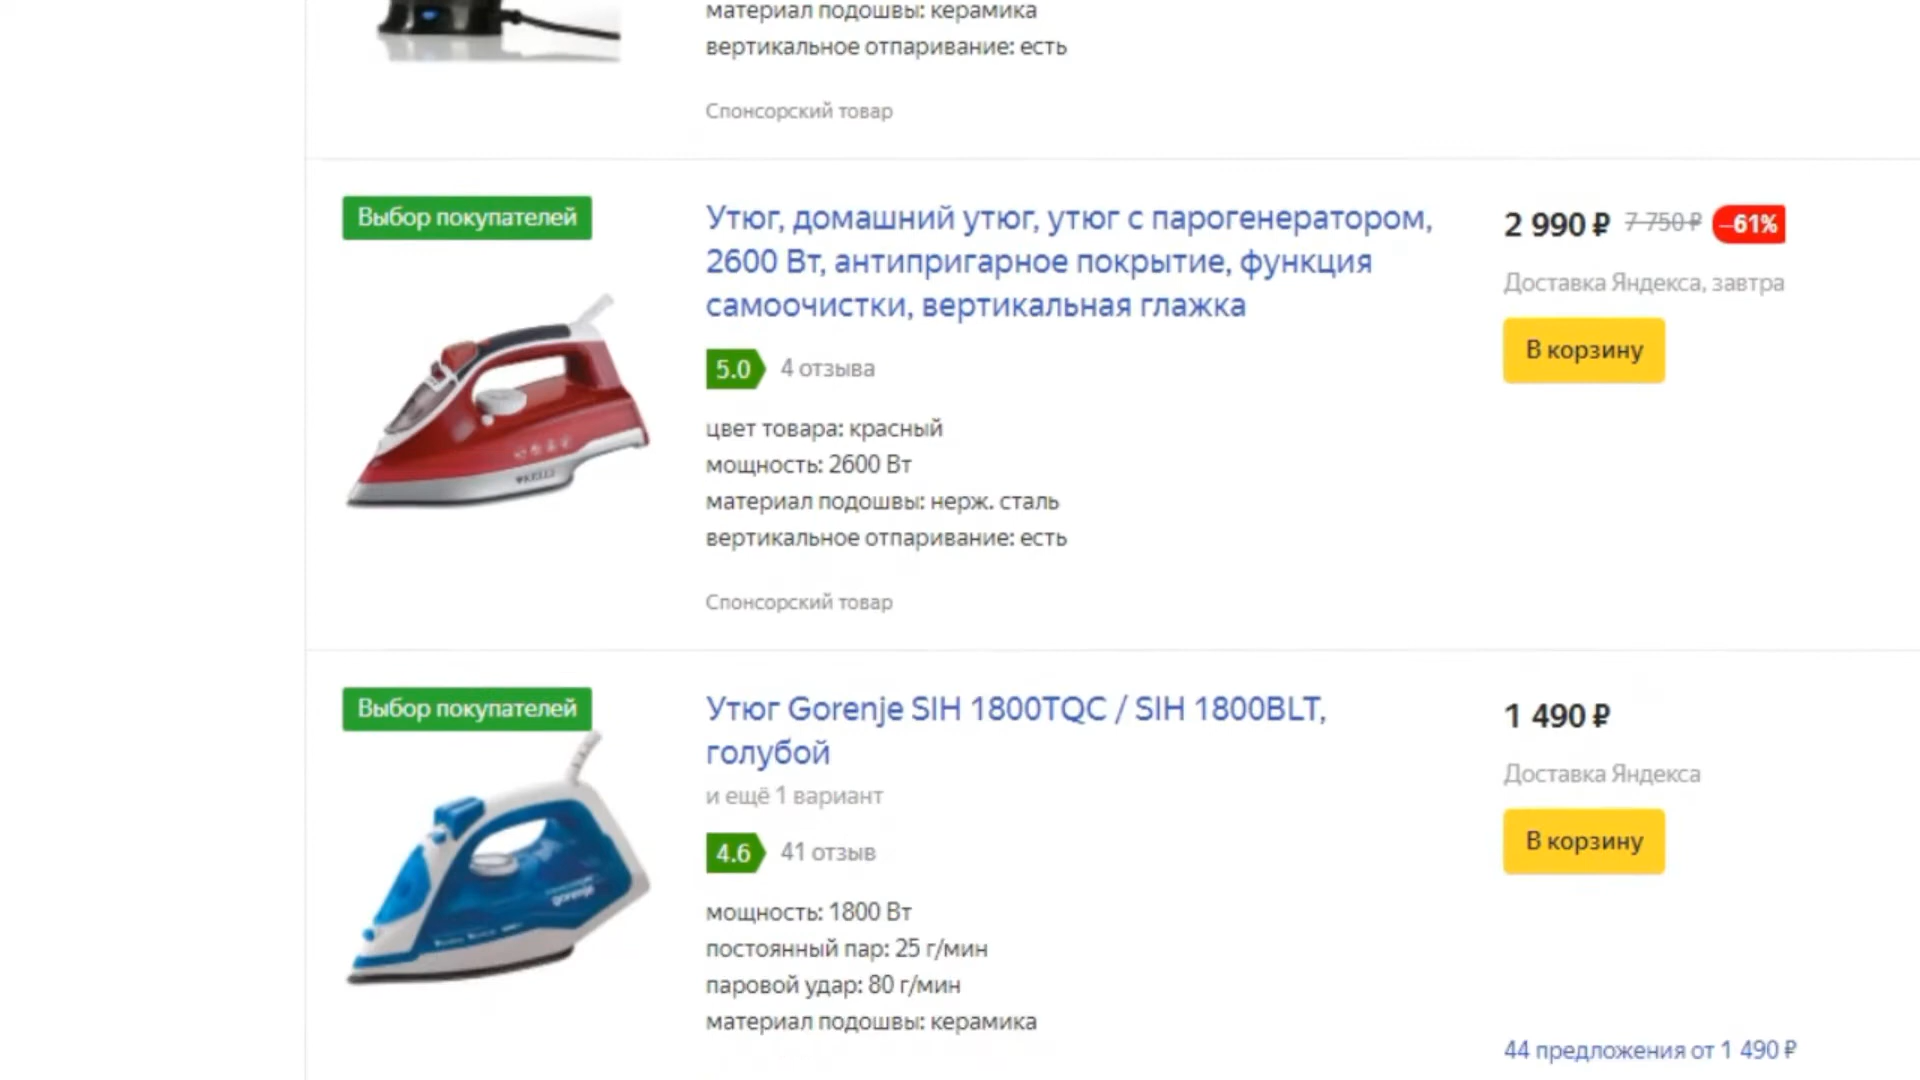 материал подошвы: керамика
вертикальное отпаривание: есть
Спонсорский товар
Выбор покупателей
Утюг, домашний утюг, утюг с парогенератором,
2600 Вт, антипригарное покрытие, функция
самоочистки, вертикальная глажка
2 990 ₽ 7 750 ₽ –61%
Доставка Яндекса, завтра
В корзину
5.0 4 отзыва
цвет товара: красный
мощность: 2600 Вт
материал подошвы: нерж. сталь
вертикальное отпаривание: есть
KELLI
Спонсорский товар
Выбор покупателей
Утюг Gorenje SIH 1800TQC / SIH 1800BLT,
голубой
и ещё 1 вариант
1 490 ₽
Доставка Яндекса
В корзину
4.6 41 отзыв
gorenje
мощность: 1800 Вт
постоянный пар: 25 г/мин
паровой удар: 80 г/мин
материал подошвы: керамика
44 предложения от 1 490 ₽